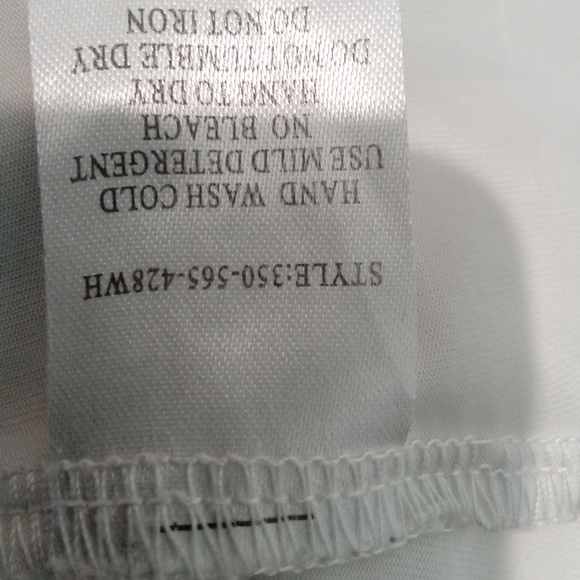 STYLE:350-565-428WH
HAND WASH COLD
USE MILD DETERGENT
NO BLEACH
HANG TO DRY
DO NOT TUMBLE DRY
DO NOT IRON